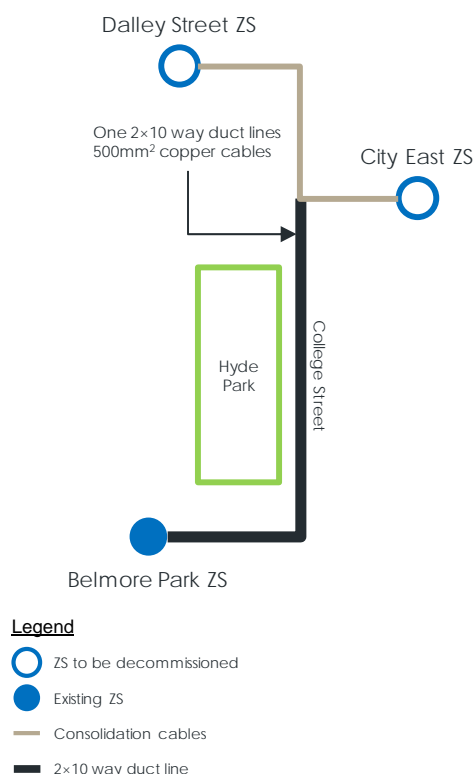 Dalley Street ZS
One 2×10 way duct lines
500mm² copper cables
City East ZS
College Street
Hyde
Park
Belmore Park ZS
Legend
ZS to be decommissioned
Existing ZS
Consolidation cables
2×10 way duct line